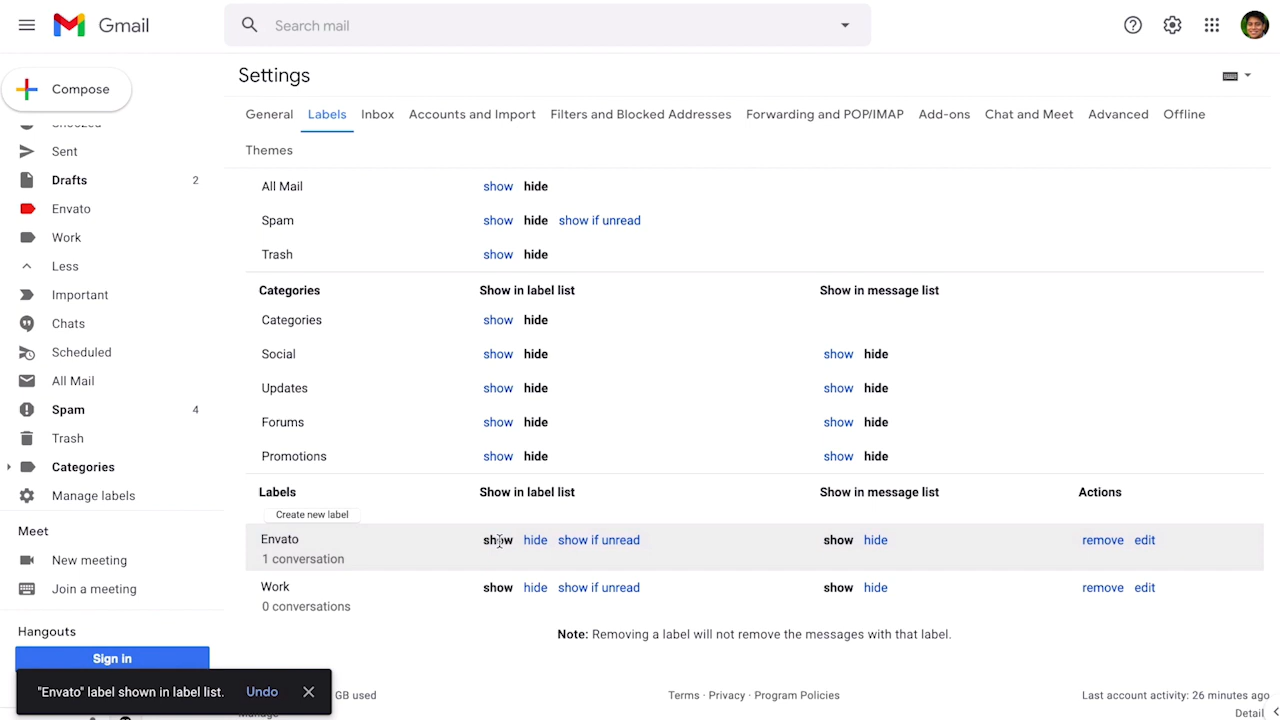 Gmail
Search mail
Compose
Settings
General Labels Inbox Accounts and Import Filters and Blocked Addresses Forwarding and POP/IMAP Add-ons Chat and Meet Advanced Offline
Themes
Snoozed
Sent
Drafts 2
Envato
Work
Less
Important
Chats
Scheduled
All Mail
Spam 4
Trash
Categories
Manage labels
Meet
New meeting
Join a meeting
Hangouts
Sign in
All Mail show hide
Spam show hide show if unread
Trash show hide
Categories Show in label list Show in message list
Categories show hide
Social show hide show hide
Updates show hide show hide
Forums show hide show hide
Promotions show hide show hide
Labels Show in label list Show in message list Actions
Create new label
Envato show hide show if unread show hide remove edit
1 conversation
Work show hide show if unread show hide remove edit
0 conversations
Note: Removing a label will not remove the messages with that label.
"Envato" label shown in label list. Undo
GB used Terms · Privacy · Program Policies Last account activity: 26 minutes ago
Manage Detail